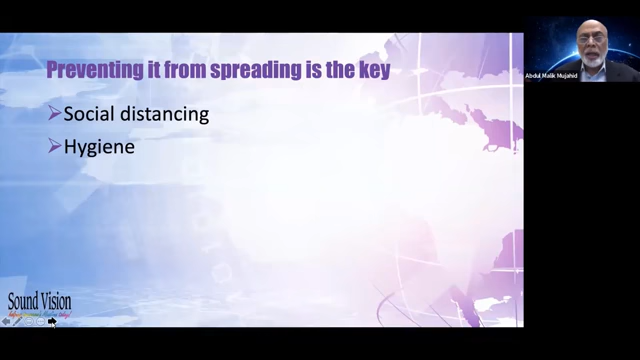 Preventing it from spreading is the key
Social distancing
Hygiene
Abdul Malik Mujahid
Sound Vision